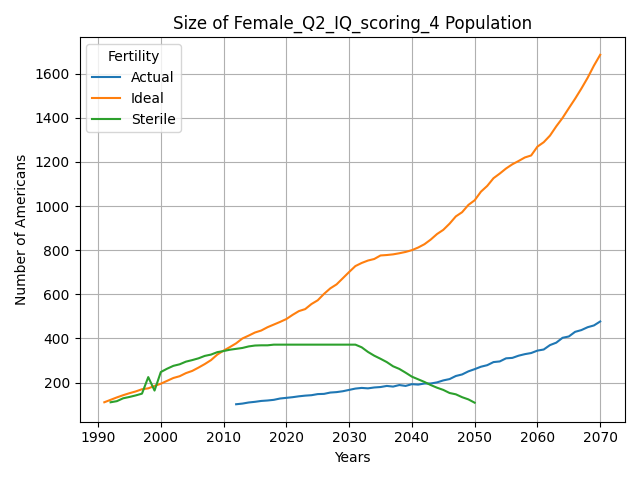 Size of Female_Q2_IQ_scoring_4 Population
Fertility
Actual
Ideal
Sterile
Number of Americans
1600
1400
1200
1000
800
600
400
200
1990 2000 2010 2020 2030 2040 2050 2060 2070
Years